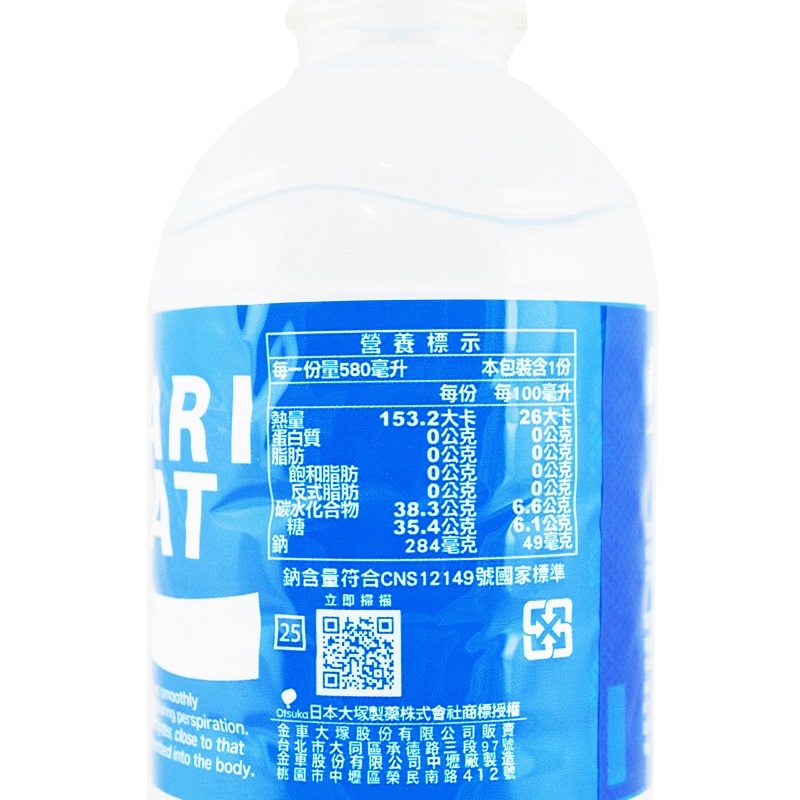 ARI
AT
營養標示
每一份量580毫升 本包裝含1份
每份 每100毫升
熱量 153.2大卡 26大卡
蛋白質 0公克 0公克
脂肪 0公克 0公克
飽和脂肪 0公克 0公克
反式脂肪 0公克 0公克
碳水化合物 38.3公克 6.6公克
糖 35.4公克 6.1公克
鈉 284毫克 49毫克
鈉含量符合CNS12149號國家標準
立即掃描
25
Otsuka日本大塚製藥株式會社商標授權
金車大塚股份有限公司販賣
台北市大同區承德路三段97號
金車股份有限公司中壢廠製造
桃園市中壢區榮民南路412號
smoothly
perspiration.
close to that
into the body.